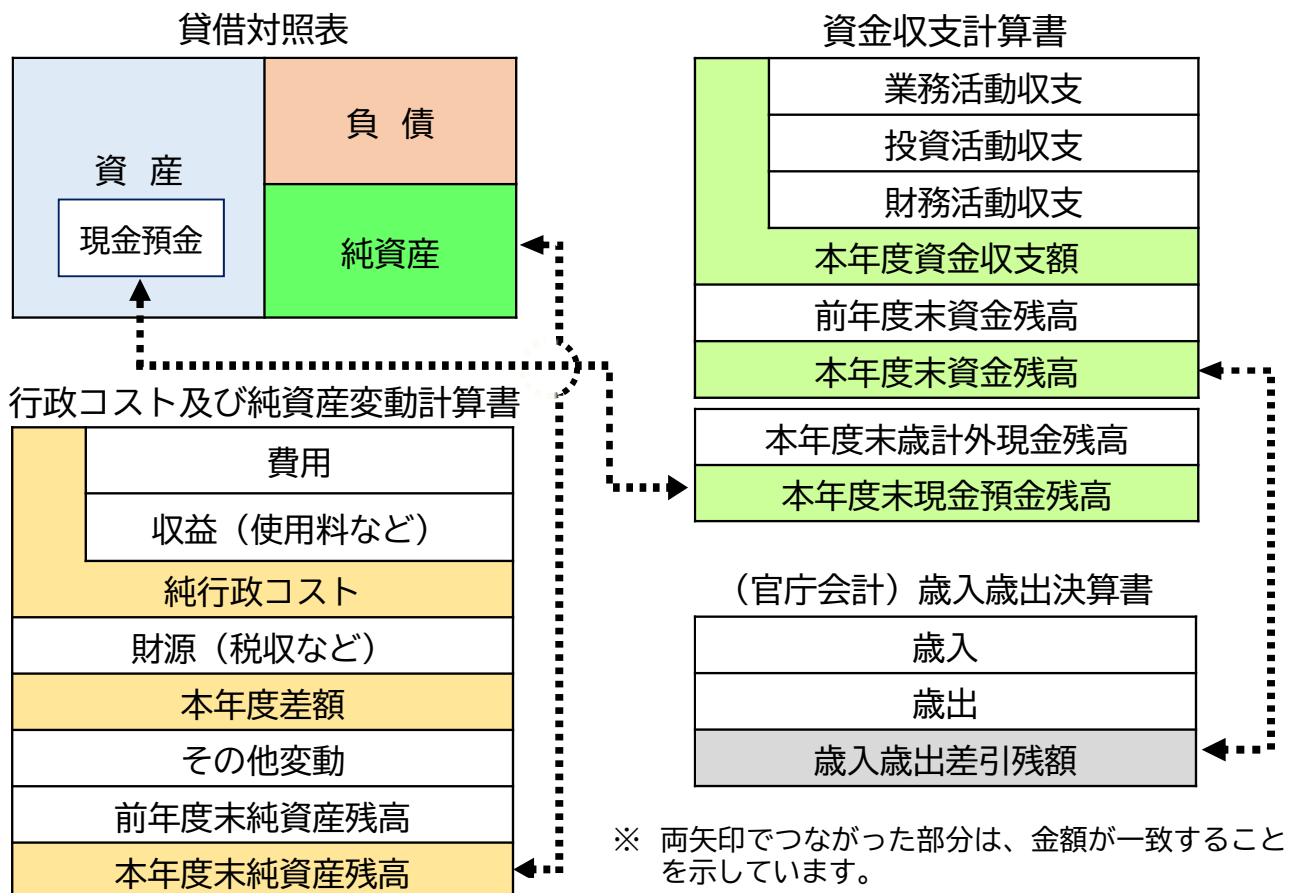 貸借対照表
資産
現金預金
負債
純資産
行政コスト及び純資産変動計算書
費用
収益（使用料など）
純行政コスト
財源（税収など）
本年度差額
その他変動
前年度末純資産残高
本年度末純資産残高
資金収支計算書
業務活動収支
投資活動収支
財務活動収支
本年度資金収支額
前年度末資金残高
本年度末資金残高
本年度末歳計外現金残高
本年度末現金預金残高
（官庁会計）歳入歳出決算書
歳入
歳出
歳入歳出差引残額
※ 両矢印でつながった部分は、金額が一致すること
を示しています。